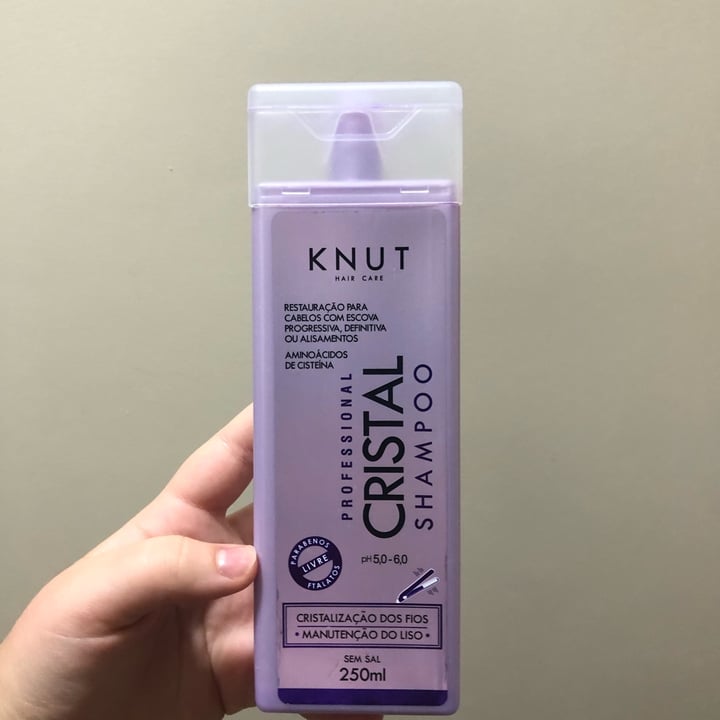 KNUT
HAIR CARE
RESTAURAÇÃO PARA
CABELOS COM ESCOVA
PROGRESSIVA, DEFINITIVA
OU ALISAMENTOS
AMINOÁCIDOS
DE CISTEÍNA
PROFESSIONAL
CRISTAL
SHAMPOO
pH 5,0-6,0
PARABENOS
LIVRE
FTALATOS
CRISTALIZAÇÃO DOS FIOS
• MANUTENÇÃO DO LISO •
SEM SAL
250ml